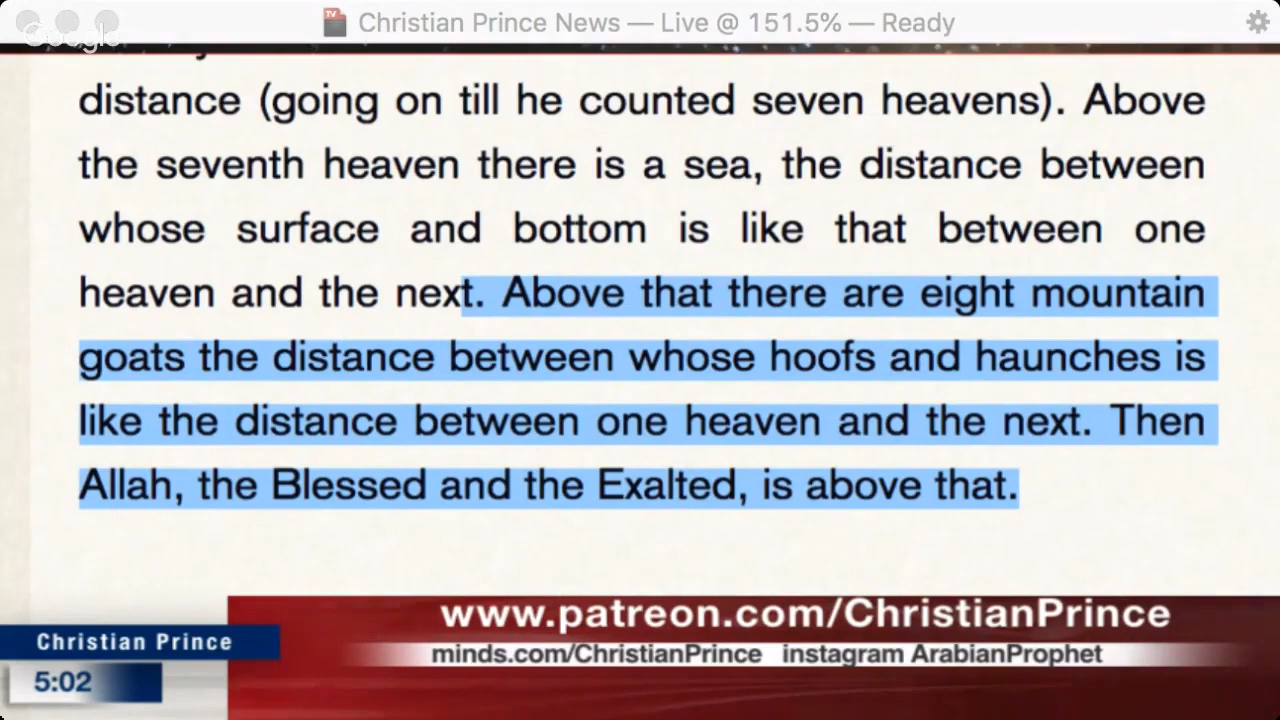 Christian Prince News — Live @ 151.5% — Ready
Google
distance (going on till he counted seven heavens). Above
the seventh heaven there is a sea, the distance between
whose surface and bottom is like that between one
heaven and the next. Above that there are eight mountain
goats the distance between whose hoofs and haunches is
like the distance between one heaven and the next. Then
Allah, the Blessed and the Exalted, is above that.
www.patreon.com/ChristianPrince
Christian Prince
minds.com/ChristianPrince instagram ArabianProphet
5:02